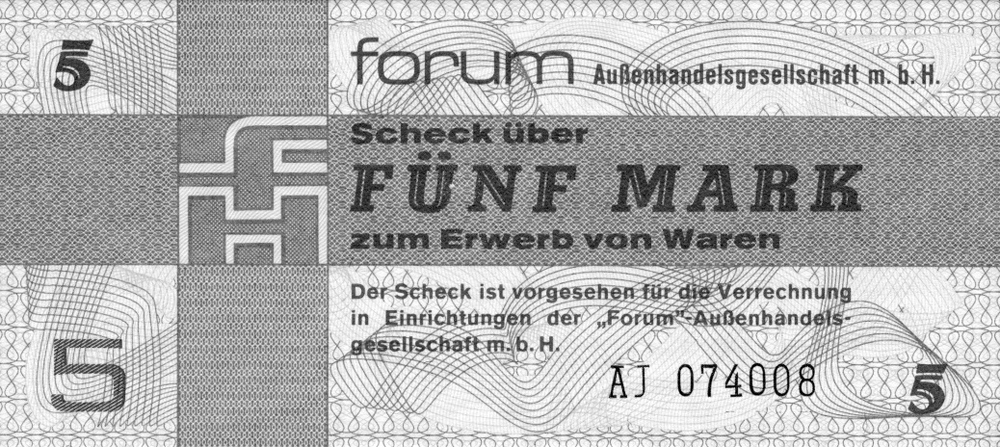 5
forum Außenhandelsgesellschaft m. b. H.
Scheck über
FÜNF MARK
zum Erwerb von Waren
Der Scheck ist vorgesehen für die Verrechnung
in Einrichtungen der „Forum"-Außenhandels-
gesellschaft m. b. H.
5
AJ 074008
5